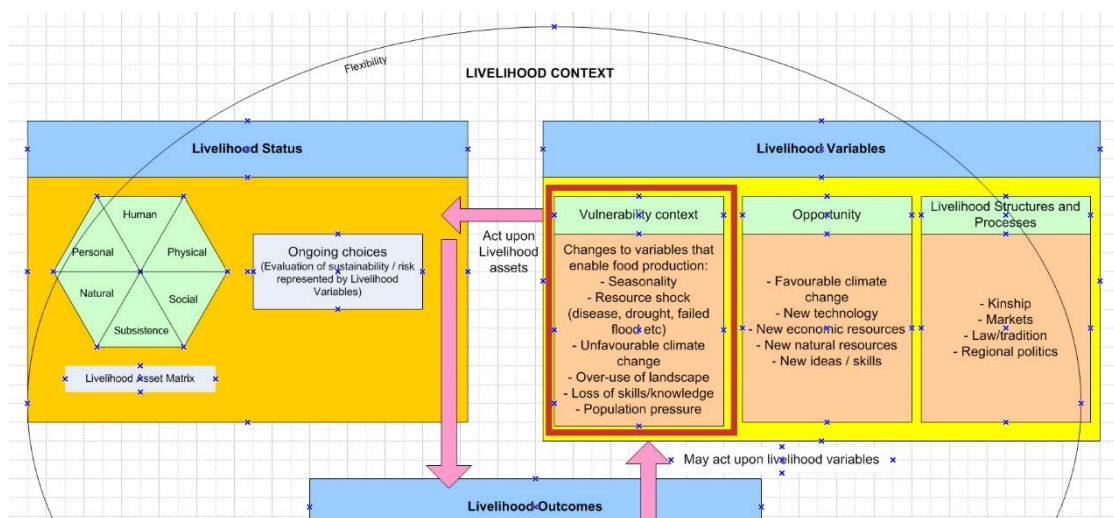 Flexibility
LIVELIHOOD CONTEXT
Livelihood Status
Human
Personal
Physical
Natural
Social
Subsistence
Livelihood Asset Matrix
Ongoing choices
(Evaluation of sustainability / risk
represented by Livelihood
Variables)
Act upon
Livelihood
assets
Livelihood Variables
Vulnerability context
Changes to variables that
enable food production:
- Seasonality
- Resource shock
(disease, drought, failed
flood etc)
- Unfavourable climate
change
- Over-use of landscape
- Loss of skills/knowledge
- Population pressure
Opportunity
- Favourable climate
change
- New technology
- New economic resources
- New natural resources
- New ideas / skills
Livelihood Structures and
Processes
- Kinship
- Markets
- Law/tradition
- Regional politics
May act upon livelihood variables
Livelihood Outcomes